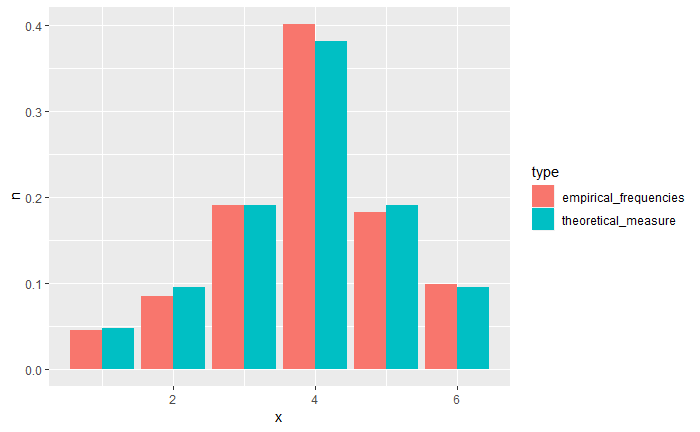 0.4
0.3
0.2
0.1
0.0
n
2
4
6
x
type
empirical_frequencies
theoretical_measure